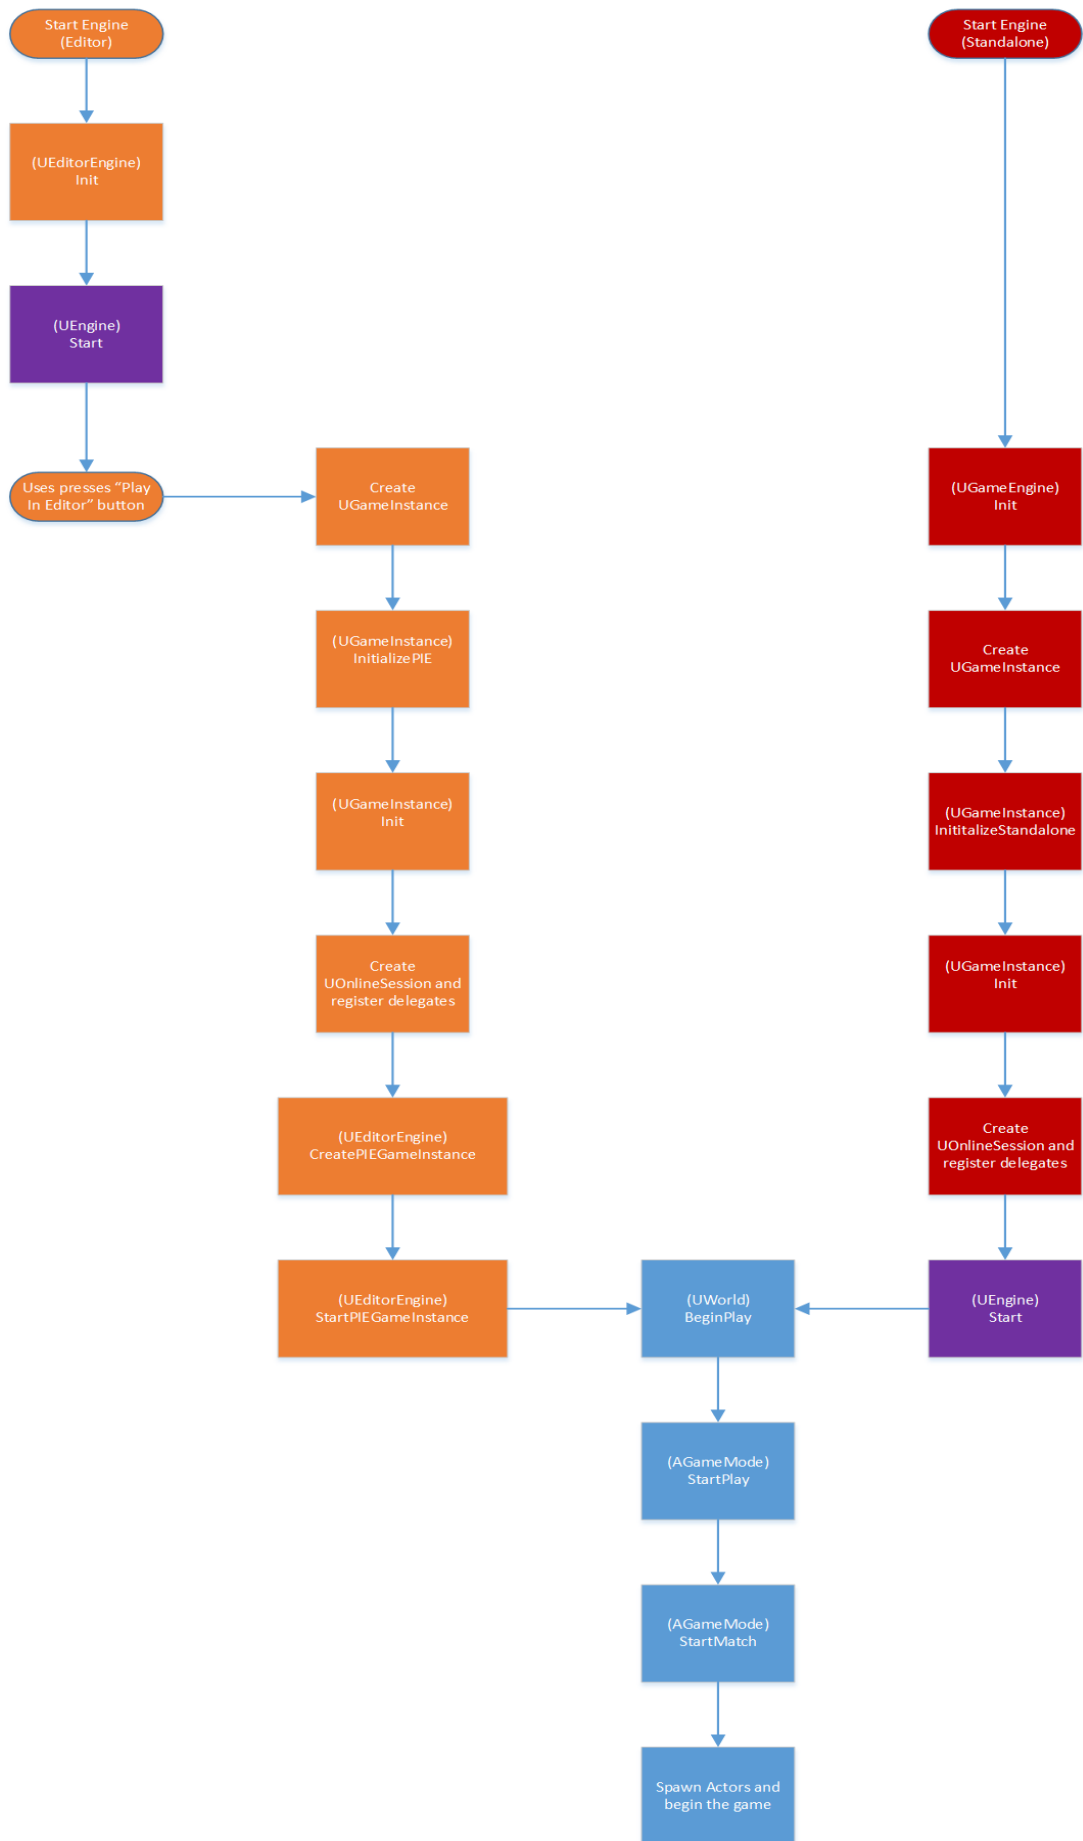 Start Engine
(Editor)
Start Engine
(Standalone)
(UEditorEngine)
Init
(UEngine)
Start
Uses presses “Play
In Editor” button
Create
UGameInstance
(UGameEngine)
Init
(UGameInstance)
InitializePIE
Create
UGameInstance
(UGameInstance)
Init
(UGameInstance)
InititalizeStandalone
Create
UOnlineSession and
register delegates
(UGameInstance)
Init
(UEditorEngine)
CreatePIEGameInstance
Create
UOnlineSession and
register delegates
(UEditorEngine)
StartPIEGameInstance
(UWorld)
BeginPlay
(UEngine)
Start
(AGameMode)
StartPlay
(AGameMode)
StartMatch
Spawn Actors and
begin the game